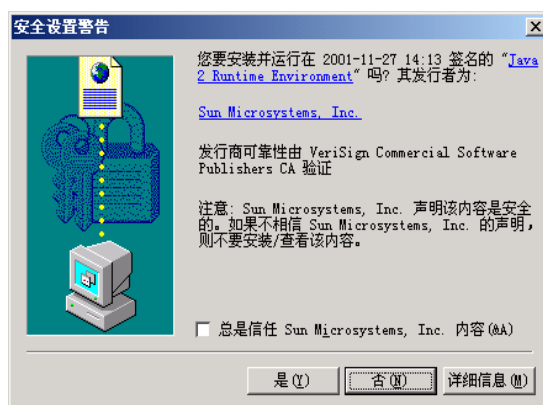 安全设置警告
您要安装并运行在 2001-11-27 14:13 签名的 “Java
2 Runtime Environment” 吗? 其发行者为:
Sun Microsystems, Inc.
发行商可靠性由 VeriSign Commercial Software
Publishers CA 验证
注意: Sun Microsystems, Inc. 声明该内容是安全
的。如果不相信 Sun Microsystems, Inc. 的声明,
则不要安装/查看该内容。
总是信任 Sun Microsystems, Inc. 内容(&A)
是(Y) 否(N) 详细信息(M)